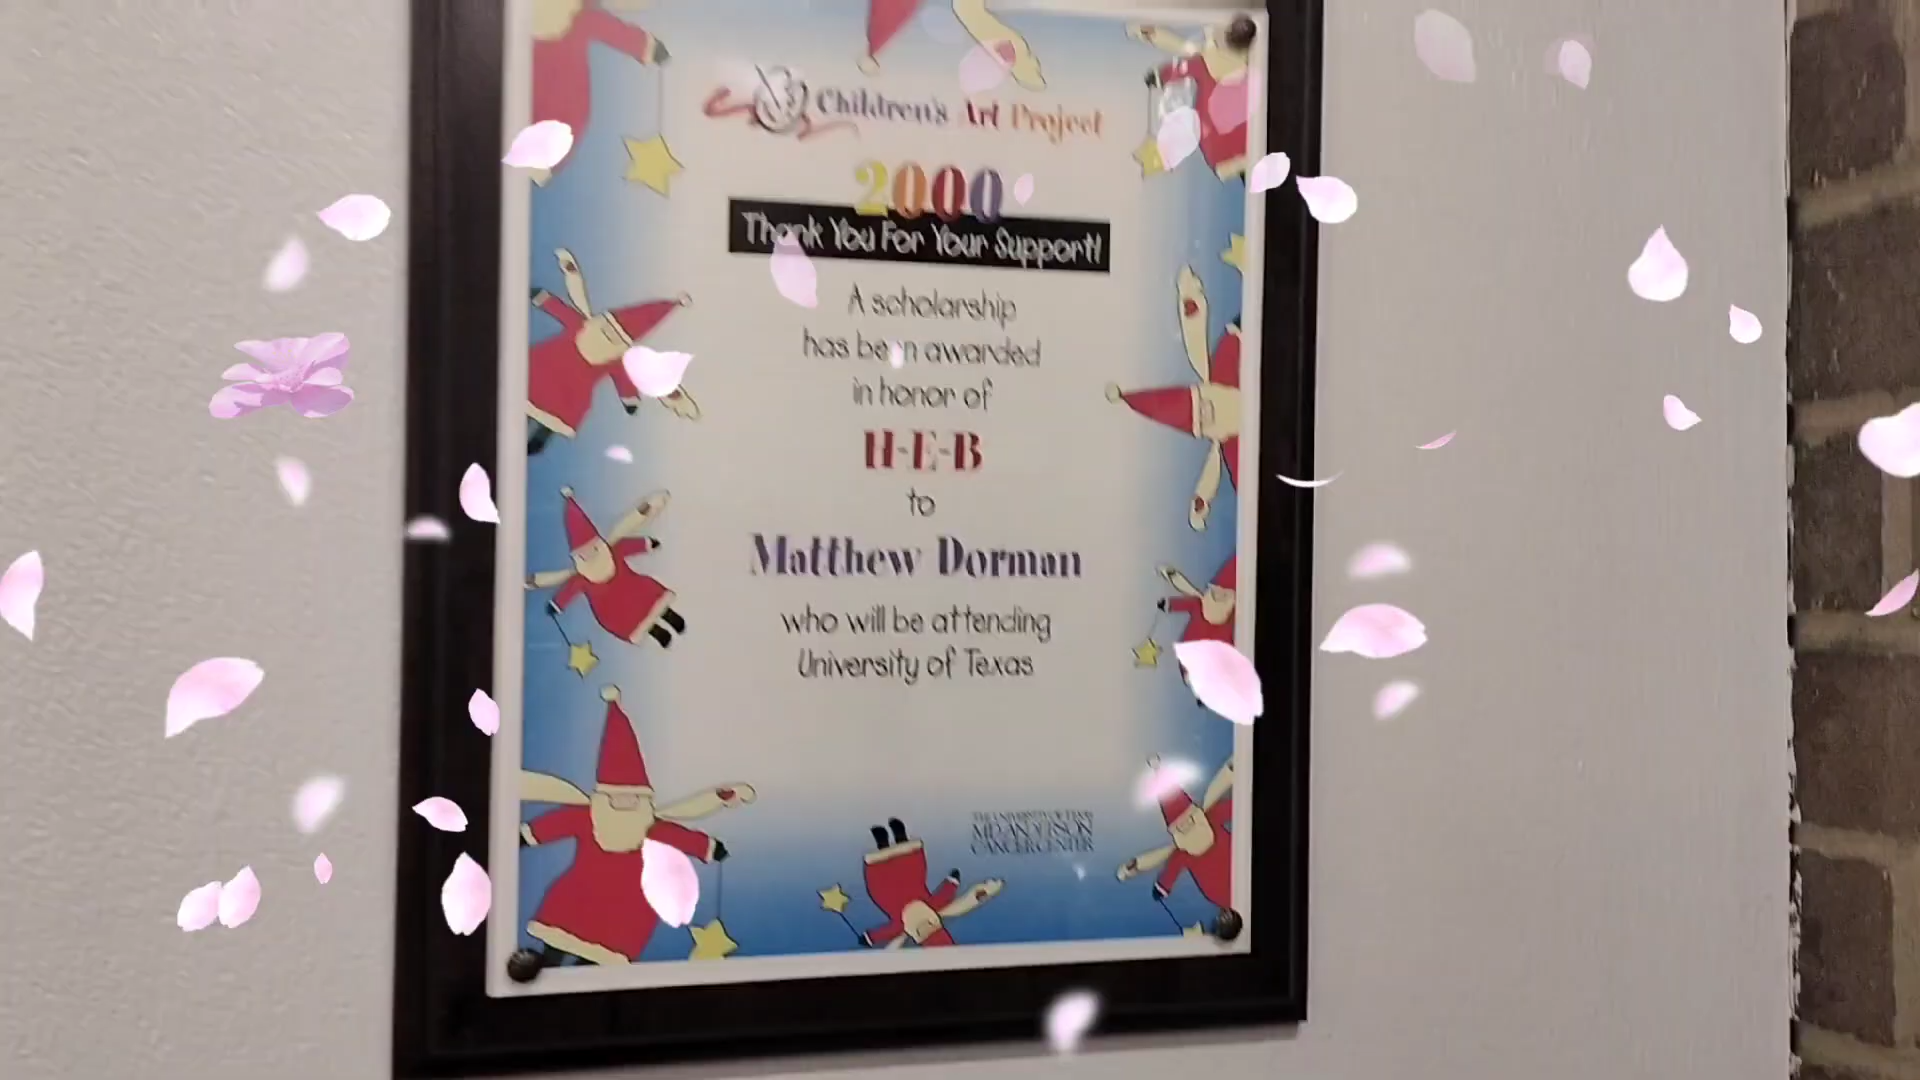 Children's Art Project
2000
Thank You For Your Support!
A scholarship
has been awarded
in honor of
H-E-B
to
Matthew Dorman
who will be attending
University of Texas
THE UNIVERSITY OF TEXAS
MD ANDERSON
CANCER CENTER